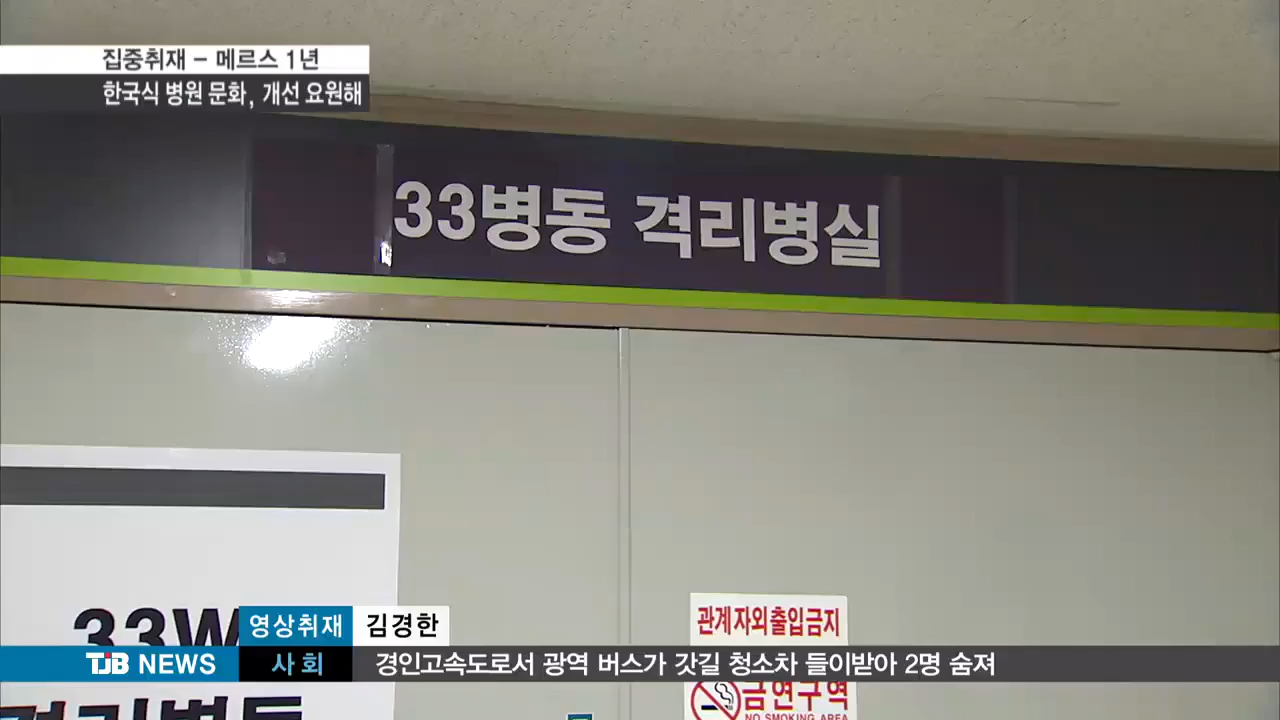 집중취재 - 메르스 1년
한국식 병원 문화, 개선 요원해
33병동 격리병실
33W
격리병동
관계자외출입금지
금연구역
NO SMOKING AREA
영상취재 김경한
TJB NEWS 사회 경인고속도로서 광역 버스가 갓길 청소차 들이받아 2명 숨져